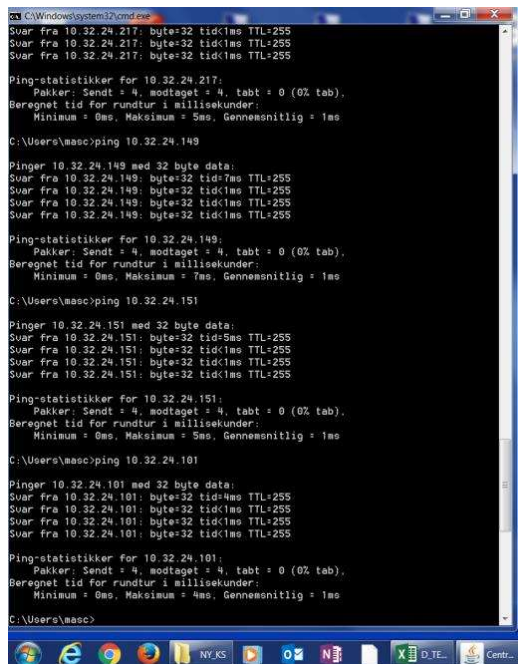 C:\Windows\system32\cmd.exe
Svar fra 10.32.24.217: byte=32 tid<1ms TTL=255
Svar fra 10.32.24.217: byte=32 tid<1ms TTL=255
Svar fra 10.32.24.217: byte=32 tid<1ms TTL=255
Ping-statistikker for 10.32.24.217:
Pakker: Sendt = 4, modtaget = 4, tabt = 0 (0% tab),
Beregnet tid for rundtur i millisekunder:
Minimum = 0ms, Maksimum = 5ms, Gennemsnitlig = 1ms
C:\Users\masc>ping 10.32.24.149
Pinger 10.32.24.149 med 32 byte data:
Svar fra 10.32.24.149: byte=32 tid=7ms TTL=255
Svar fra 10.32.24.149: byte=32 tid<1ms TTL=255
Svar fra 10.32.24.149: byte=32 tid<1ms TTL=255
Svar fra 10.32.24.149: byte=32 tid<1ms TTL=255
Ping-statistikker for 10.32.24.149:
Pakker: Sendt = 4, modtaget = 4, tabt = 0 (0% tab),
Beregnet tid for rundtur i millisekunder:
Minimum = 0ms, Maksimum = 7ms, Gennemsnitlig = 1ms
C:\Users\masc>ping 10.32.24.151
Pinger 10.32.24.151 med 32 byte data:
Svar fra 10.32.24.151: byte=32 tid=5ms TTL=255
Svar fra 10.32.24.151: byte=32 tid<1ms TTL=255
Svar fra 10.32.24.151: byte=32 tid<1ms TTL=255
Svar fra 10.32.24.151: byte=32 tid<1ms TTL=255
Ping-statistikker for 10.32.24.151:
Pakker: Sendt = 4, modtaget = 4, tabt = 0 (0% tab),
Beregnet tid for rundtur i millisekunder:
Minimum = 0ms, Maksimum = 5ms, Gennemsnitlig = 1ms
C:\Users\masc>ping 10.32.24.101
Pinger 10.32.24.101 med 32 byte data:
Svar fra 10.32.24.101: byte=32 tid=4ms TTL=255
Svar fra 10.32.24.101: byte=32 tid<1ms TTL=255
Svar fra 10.32.24.101: byte=32 tid<1ms TTL=255
Svar fra 10.32.24.101: byte=32 tid<1ms TTL=255
Ping-statistikker for 10.32.24.101:
Pakker: Sendt = 4, modtaget = 4, tabt = 0 (0% tab),
Beregnet tid for rundtur i millisekunder:
Minimum = 0ms, Maksimum = 4ms, Gennemsnitlig = 1ms
C:\Users\masc>
NY_KS D_TE... Centr...